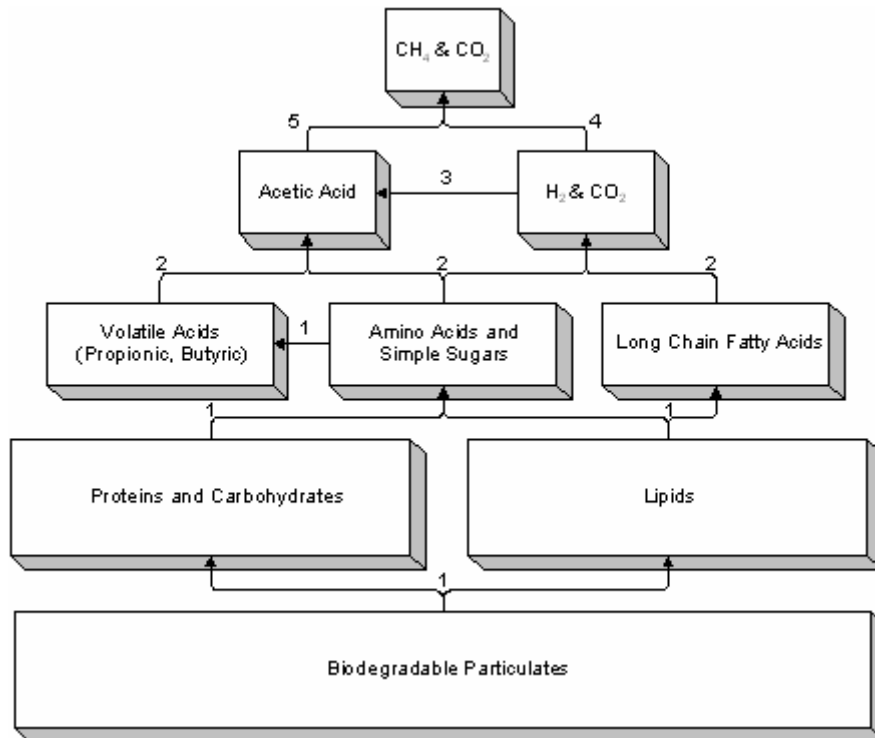 CH₄ & CO₂
5
4
Acetic Acid
3
H₂ & CO₂
2
2
2
Volatile Acids
(Propionic, Butyric)
1
Amino Acids and
Simple Sugars
Long Chain Fatty Acids
1
1
Proteins and Carbohydrates
Lipids
1
Biodegradable Particulates